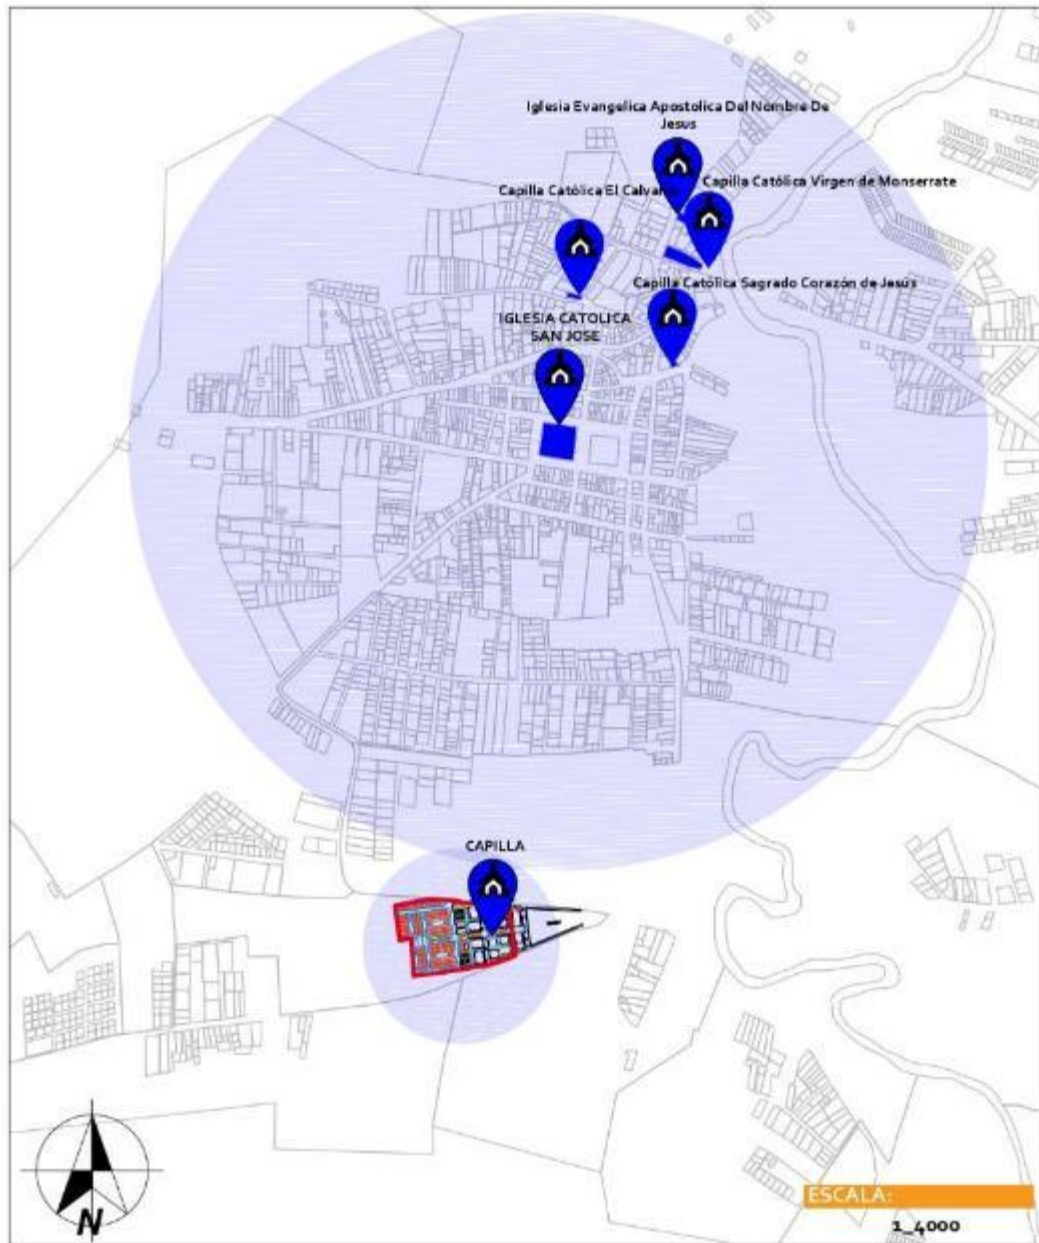 Iglesia Evangelica Apostolica Del Nombre De
Jesus
Capilla Católica El
Capilla Católica Virgen de Monserrate
Capilla Católica Sagrado Corazón de Jesús
IGLESIA CATOLICA
SAN JOSE
CAPILLA
N
ESCALA:
1_4000